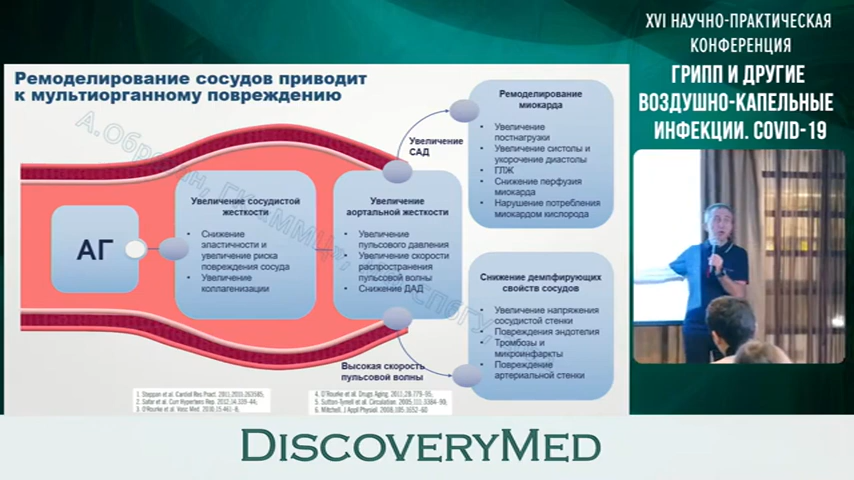 XVI НАУЧНО-ПРАКТИЧЕСКАЯ
КОНФЕРЕНЦИЯ
ГРИПП И ДРУГИЕ
ВОЗДУШНО-КАПЕЛЬНЫЕ
ИНФЕКЦИИ. COVID-19
Ремоделирование сосудов приводит
к мультиорганному повреждению
АГ
Увеличение сосудистой
жесткости
• Снижение
эластичности и
увеличение риска
повреждения сосуда
• Увеличение
коллагенизации
Увеличение
аортальной жесткости
• Увеличение
пульсового давления
• Увеличение скорости
распространения
пульсовой волны
• Снижение ДАД
Увеличение
САД
Ремоделирование
миокарда
• Увеличение
постнагрузки
• Увеличение систолы и
укорочение диастолы
• ГЛЖ
• Снижение перфузия
миокарда
• Нарушение потребления
миокардом кислорода
Высокая скорость
пульсовой волны
Снижение демпфирующих
свойств сосудов
• Увеличение напряжения
сосудистой стенки
• Повреждения эндотелия
• Тромбозы и
микроинфаркты
• Повреждение
артериальной стенки
DISCOVERYMED